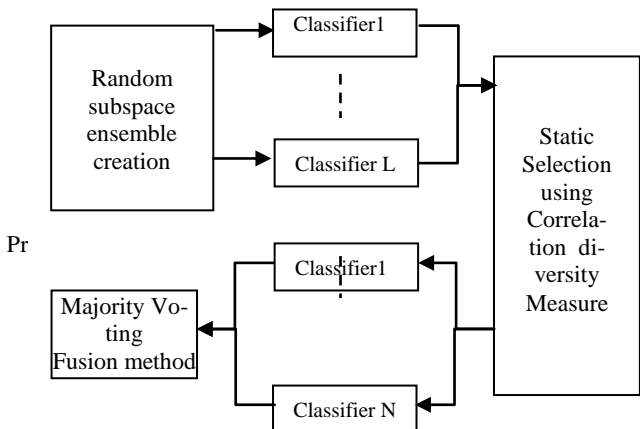 Classifier1
Random
subspace
ensemble
creation
Classifier L
Static
Selection
using
Correla-
tion di-
versity
Measure
Pr
Classifier1
Majority Vo-
ting
Fusion method
Classifier N